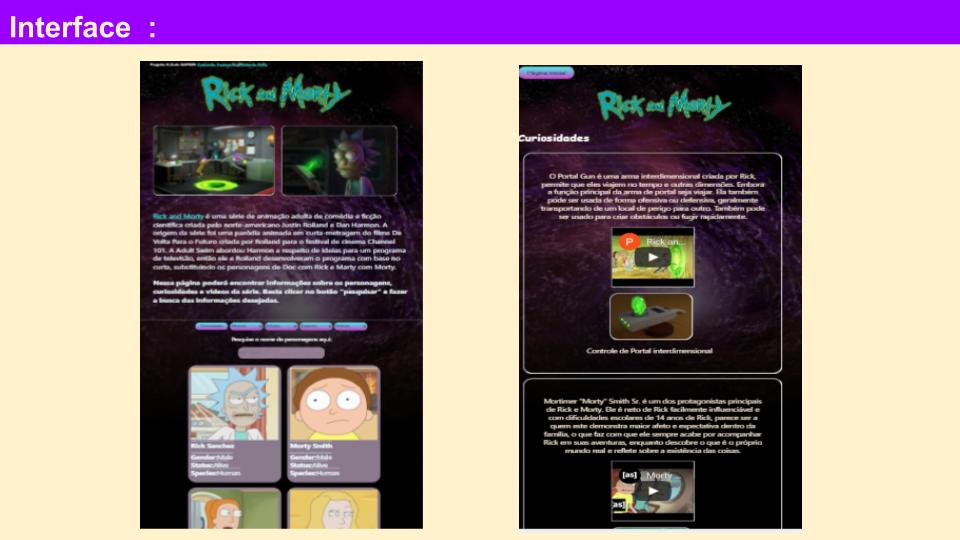 Interface :
Rick and Morty
Rick and Morty é uma série de animação adulta de comédia e ficção
científica criada pelo norte-americano Justin Roiland e Dan Harmon. A
origem da série foi uma paródia animada em curta-metragem do filme De
Volta Para o Futuro criada por Roiland para o festival de cinema Channel
101. A Adult Swim abordou Harmon a respeito de ideias para um programa
de televisão, então ele e Roiland desenvolveram o programa com base no
curta, substituindo os personagens de Doc com Rick e Marty com Morty.
Nessa página poderá encontrar informações sobre os personagens,
curiosidades e vídeos da série. Basta clicar no botão "pesquisar" e fazer
a busca das informações desejadas.
Pesquise o nome do personagem aqui:
Rick Sanchez
Gender:Male
Status:Alive
Species:Human
Morty Smith
Gender:Male
Status:Alive
Species:Human
Página Inicial
Rick and Morty
Curiosidades
O Portal Gun é uma arma interdimensional criada por Rick,
permite que eles viajem no tempo e outras dimensões. Embora
a função principal da arma de portal seja viajar. Ela também
pode ser usada de forma ofensiva ou defensiva, geralmente
transportando de um local de perigo para outro. Também pode
ser usado para criar obstáculos ou fugir rapidamente.
P Rick an...
Controle de Portal interdimensional
Mortimer "Morty" Smith Sr. é um dos protagonistas principais
de Rick e Morty. Ele é neto de Rick facilmente influenciável e
com dificuldades escolares de 14 anos de Rick, parece ser a
quem este demonstra maior afeto e expectativa dentro da
família, o que faz com que ele sempre acabe por acompanhar
Rick em suas aventuras, enquanto descobre o que é o próprio
mundo real e reflete sobre a existência das coisas.
[as] Morty
[as]